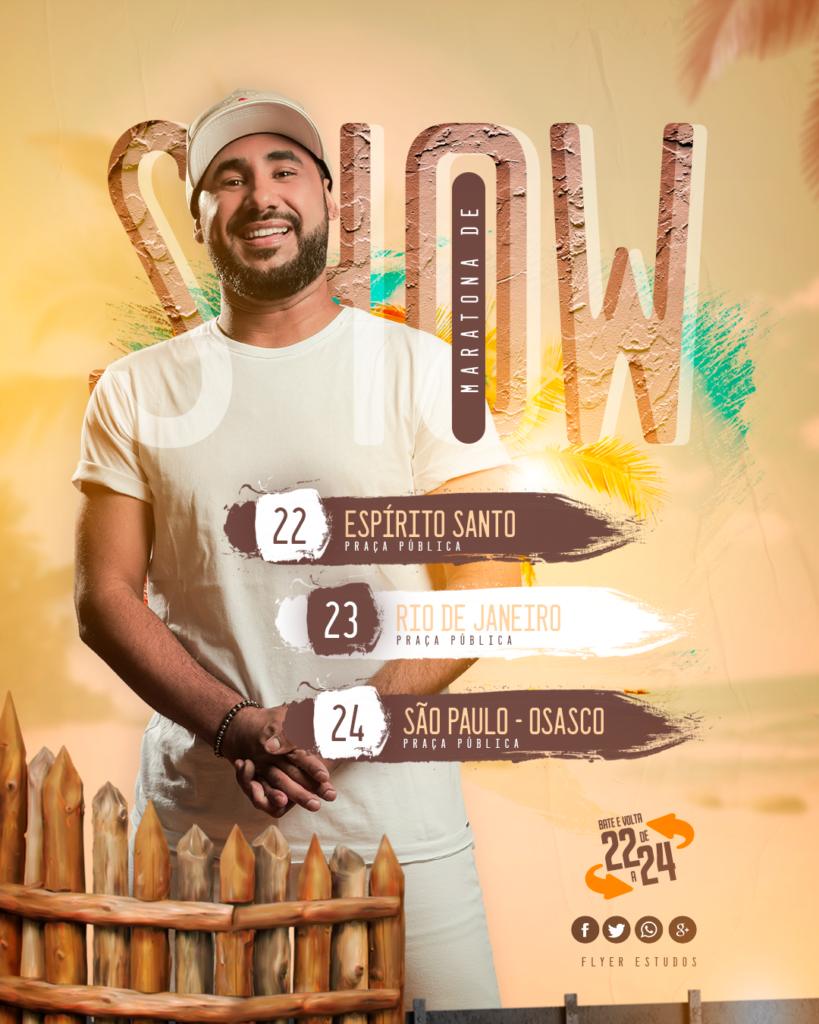 SHOW
MARATONA DE
22
ESPÍRITO SANTO
PRAÇA PÚBLICA
23
RIO DE JANEIRO
PRAÇA PÚBLICA
24
SÃO PAULO - OSASCO
PRAÇA PÚBLICA
BATE E VOLTA
22 DE
A 24
FLYER ESTUDOS